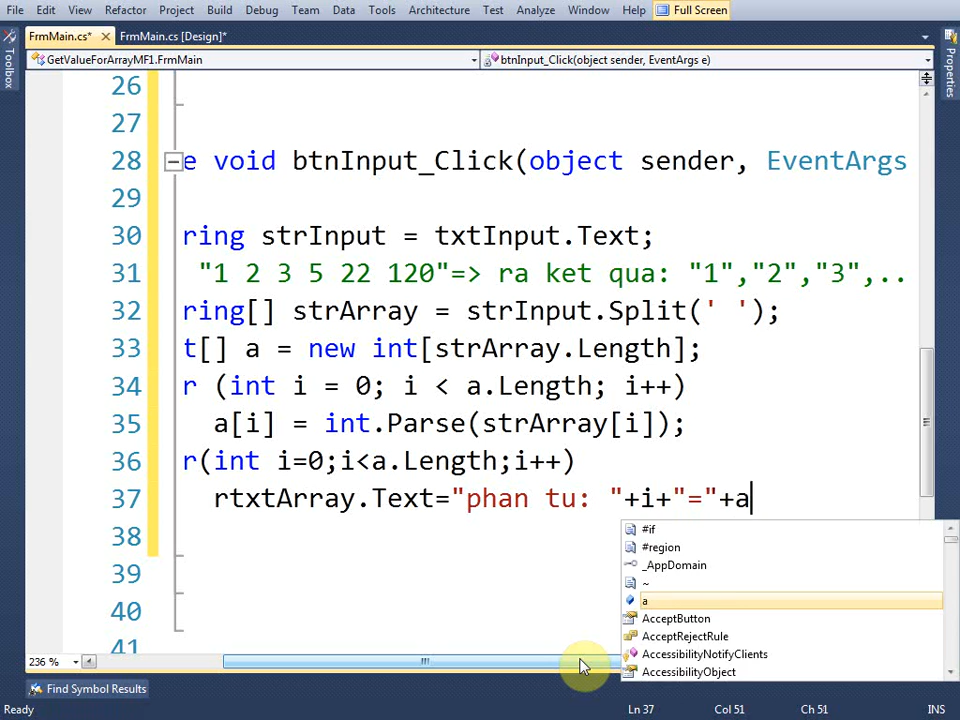 File Edit View Refactor Project Build Debug Team Data Tools Architecture Test Analyze Window Help Full Screen
FrmMain.cs* FrmMain.cs [Design]*
Toolbox
Properties
GetValueForArrayMF1.FrmMain btnInput_Click(object sender, EventArgs e)
26
27
28 e void btnInput_Click(object sender, EventArgs
29
30 ring strInput = txtInput.Text;
31 "1 2 3 5 22 120"=> ra ket qua: "1","2","3",..
32 ring[] strArray = strInput.Split(' ');
33 t[] a = new int[strArray.Length];
34 r (int i = 0; i < a.Length; i++)
35 a[i] = int.Parse(strArray[i]);
36 r(int i=0;i<a.Length;i++)
37 rtxtArray.Text="phan tu: "+i+"="+a
38
39
40
41
#if
#region
_AppDomain
~
a
AcceptButton
AcceptRejectRule
AccessibilityNotifyClients
AccessibilityObject
236 %
Find Symbol Results
Ready Ln 37 Col 51 Ch 51 INS